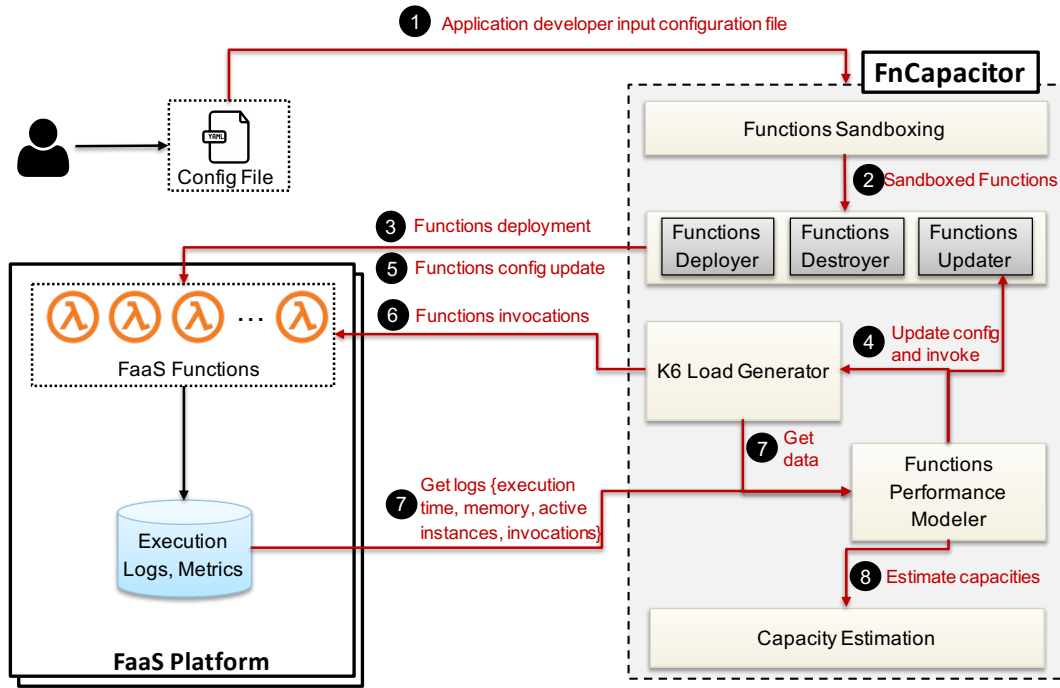 1 Application developer input configuration file
FnCapacitor
YAML
Config File
Functions Sandboxing
2 Sandboxed Functions
3 Functions deployment
Functions
Deployer
Functions
Destroyer
Functions
Updater
5 Functions config update
λ λ λ ... λ
FaaS Functions
6 Functions invocations
K6 Load Generator
4 Update config
and invoke
7 Get
data
Functions
Performance
Modeler
7 Get logs {execution
time, memory, active
instances, invocations}
Execution
Logs, Metrics
8 Estimate capacities
Capacity Estimation
FaaS Platform